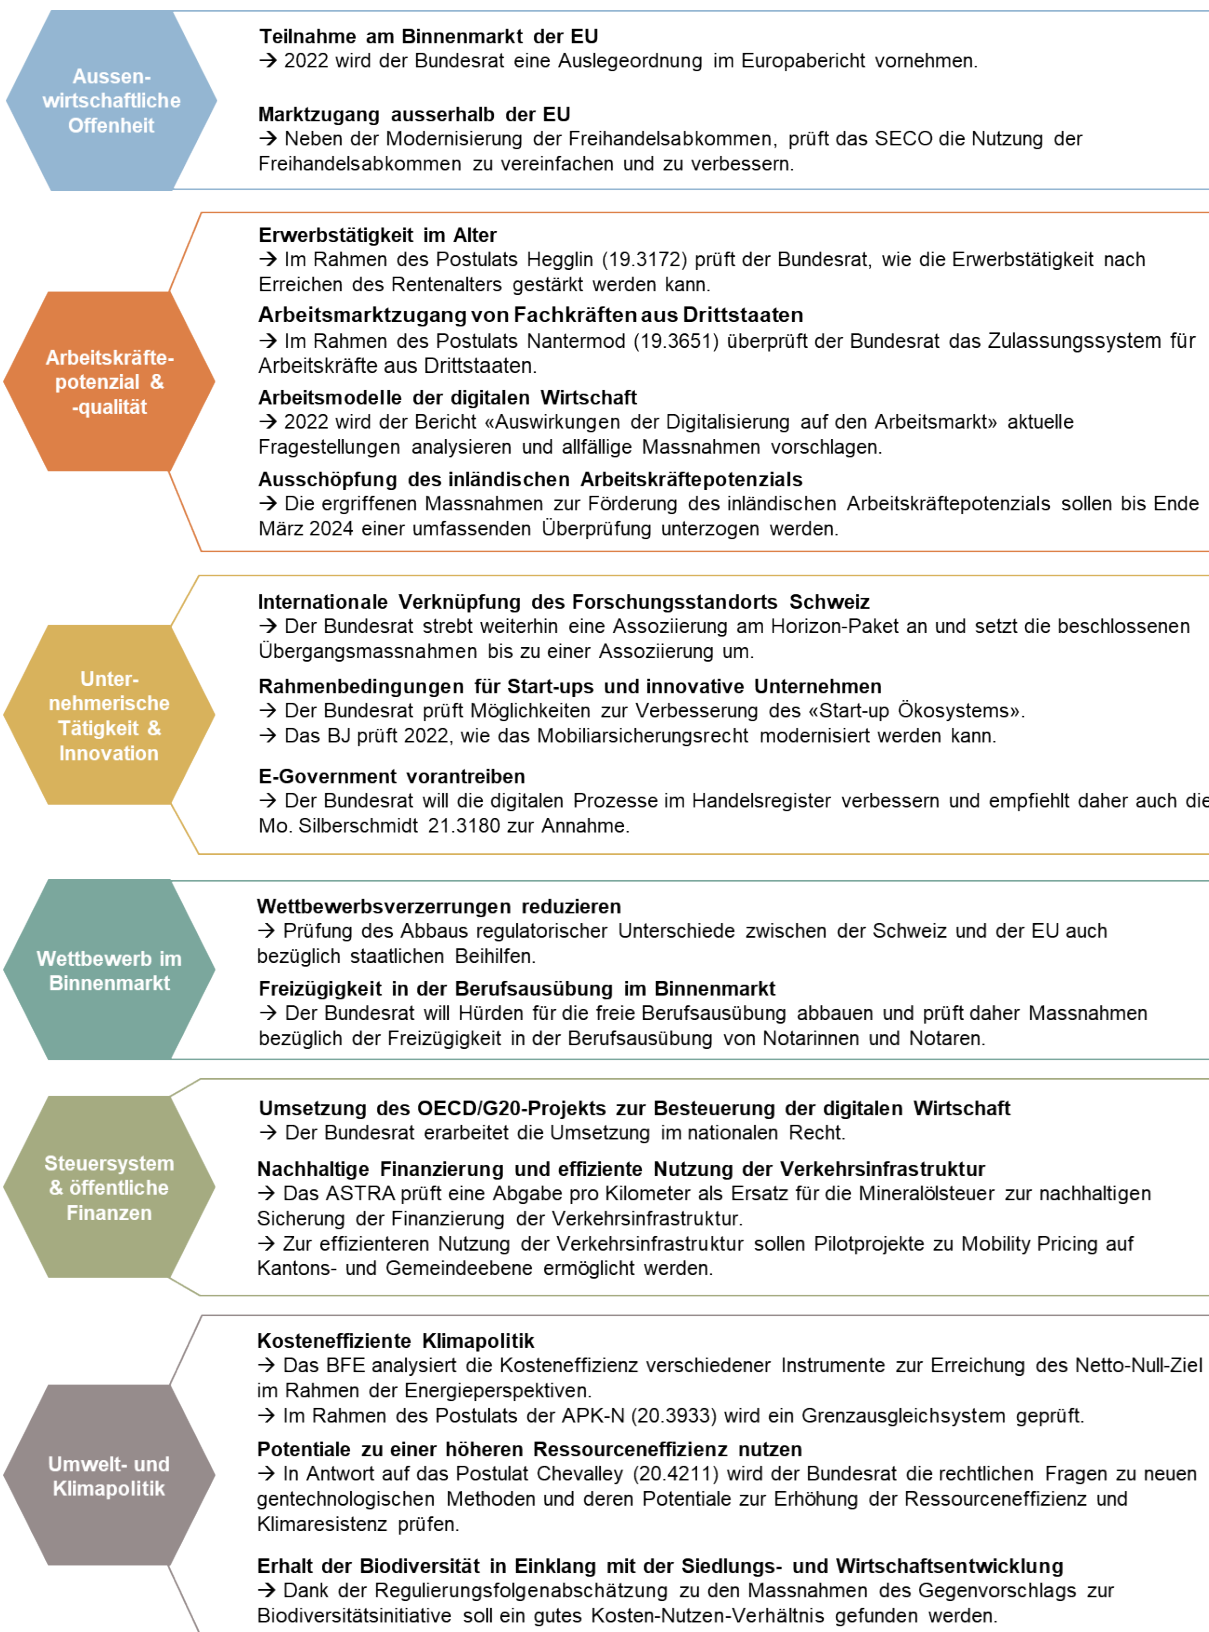 Aussen-
wirtschaftliche
Offenheit
Teilnahme am Binnenmarkt der EU
→ 2022 wird der Bundesrat eine Auslegeordnung im Europabericht vornehmen.
Marktzugang ausserhalb der EU
→ Neben der Modernisierung der Freihandelsabkommen, prüft das SECO die Nutzung der
Freihandelsabkommen zu vereinfachen und zu verbessern.
Arbeitskräfte-
potenzial &
-qualität
Erwerbstätigkeit im Alter
→ Im Rahmen des Postulats Hegglin (19.3172) prüft der Bundesrat, wie die Erwerbstätigkeit nach
Erreichen des Rentenalters gestärkt werden kann.
Arbeitsmarktzugang von Fachkräften aus Drittstaaten
→ Im Rahmen des Postulats Nantermod (19.3651) überprüft der Bundesrat das Zulassungssystem für
Arbeitskräfte aus Drittstaaten.
Arbeitsmodelle der digitalen Wirtschaft
→ 2022 wird der Bericht «Auswirkungen der Digitalisierung auf den Arbeitsmarkt» aktuelle
Fragestellungen analysieren und allfällige Massnahmen vorschlagen.
Ausschöpfung des inländischen Arbeitskräftepotenzials
→ Die ergriffenen Massnahmen zur Förderung des inländischen Arbeitskräftepotenzials sollen bis Ende
März 2024 einer umfassenden Überprüfung unterzogen werden.
Unter-
nehmerische
Tätigkeit &
Innovation
Internationale Verknüpfung des Forschungsstandorts Schweiz
→ Der Bundesrat strebt weiterhin eine Assoziierung am Horizon-Paket an und setzt die beschlossenen
Übergangsmassnahmen bis zu einer Assoziierung um.
Rahmenbedingungen für Start-ups und innovative Unternehmen
→ Der Bundesrat prüft Möglichkeiten zur Verbesserung des «Start-up Ökosystems».
→ Das BJ prüft 2022, wie das Mobiliarsicherungsrecht modernisiert werden kann.
E-Government vorantreiben
→ Der Bundesrat will die digitalen Prozesse im Handelsregister verbessern und empfiehlt daher auch die
Mo. Silberschmidt 21.3180 zur Annahme.
Wettbewerb im
Binnenmarkt
Wettbewerbsverzerrungen reduzieren
→ Prüfung des Abbaus regulatorischer Unterschiede zwischen der Schweiz und der EU auch
bezüglich staatlichen Beihilfen.
Freizügigkeit in der Berufsausübung im Binnenmarkt
→ Der Bundesrat will Hürden für die freie Berufsausübung abbauen und prüft daher Massnahmen
bezüglich der Freizügigkeit in der Berufsausübung von Notarinnen und Notaren.
Steuersystem
& öffentliche
Finanzen
Umsetzung des OECD/G20-Projekts zur Besteuerung der digitalen Wirtschaft
→ Der Bundesrat erarbeitet die Umsetzung im nationalen Recht.
Nachhaltige Finanzierung und effiziente Nutzung der Verkehrsinfrastruktur
→ Das ASTRA prüft eine Abgabe pro Kilometer als Ersatz für die Mineralölsteuer zur nachhaltigen
Sicherung der Finanzierung der Verkehrsinfrastruktur.
→ Zur effizienteren Nutzung der Verkehrsinfrastruktur sollen Pilotprojekte zu Mobility Pricing auf
Kantons- und Gemeindeebene ermöglicht werden.
Umwelt- und
Klimapolitik
Kosteneffiziente Klimapolitik
→ Das BFE analysiert die Kosteneffizienz verschiedener Instrumente zur Erreichung des Netto-Null-Ziel
im Rahmen der Energieperspektiven.
→ Im Rahmen des Postulats der APK-N (20.3933) wird ein Grenzausgleichsystem geprüft.
Potentiale zu einer höheren Ressourceneffizienz nutzen
→ In Antwort auf das Postulat Chevalley (20.4211) wird der Bundesrat die rechtlichen Fragen zu neuen
gentechnologischen Methoden und deren Potentiale zur Erhöhung der Ressourceneffizienz und
Klimaresistenz prüfen.
Erhalt der Biodiversität in Einklang mit der Siedlungs- und Wirtschaftsentwicklung
→ Dank der Regulierungsfolgenabschätzung zu den Massnahmen des Gegenvorschlags zur
Biodiversitätsinitiative soll ein gutes Kosten-Nutzen-Verhältnis gefunden werden.